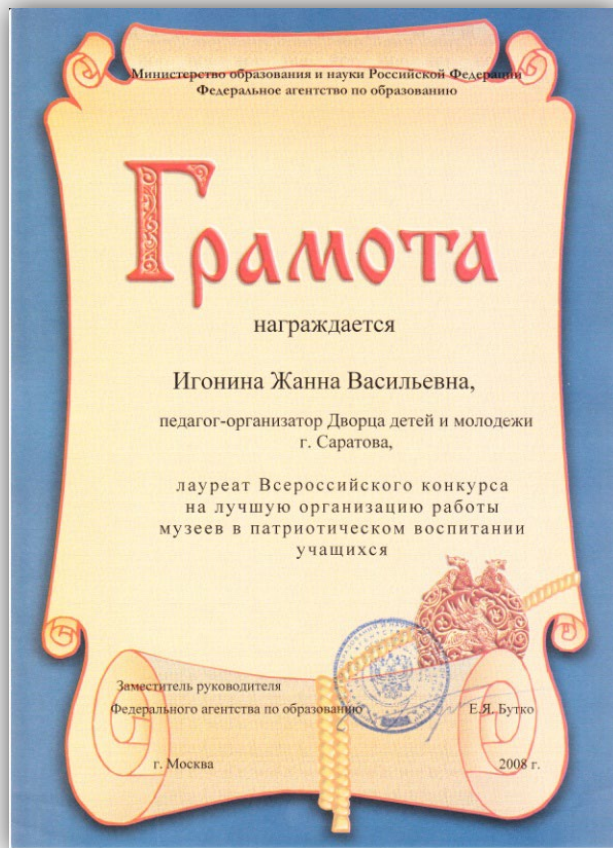 Министерство образования и науки Российской Федерации
Федеральное агентство по образованию
Грамота
награждается
Игонина Жанна Васильевна,
педагог-организатор Дворца детей и молодежи
г. Саратова,
лауреат Всероссийского конкурса
на лучшую организацию работы
музеев в патриотическом воспитании
учащихся
Заместитель руководителя
Федерального агентства по образованию Е.Я. Бутко
г. Москва 2008 г.